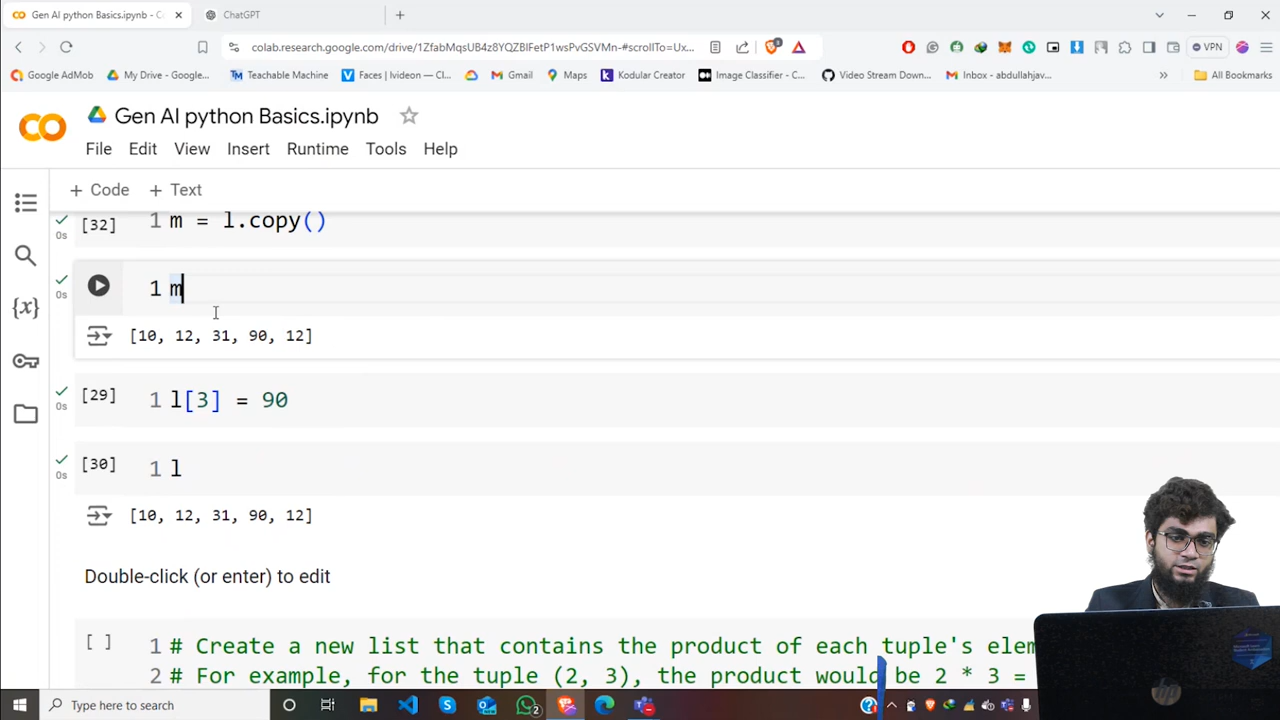 Gen AI python Basics.ipynb - Co
ChatGPT
colab.research.google.com/drive/1ZfabMqsUB4z8YQZBIFetP1wsPvGSVMn-#scrollTo=Ux...
VPN
Google AdMob
My Drive - Google...
Teachable Machine
Faces | Ivideon — Cl...
Gmail
Maps
Kodular Creator
Image Classifier - C...
Video Stream Down...
Inbox - abdullahjav...
All Bookmarks
Gen AI python Basics.ipynb
File Edit View Insert Runtime Tools Help
+ Code + Text
[32] 1 m = l.copy()
0s
1 m
0s
[10, 12, 31, 90, 12]
[29] 1 l[3] = 90
0s
[30] 1 l
0s
[10, 12, 31, 90, 12]
Double-click (or enter) to edit
[ ] 1 # Create a new list that contains the product of each tuple's elem
2 # For example, for the tuple (2, 3), the product would be 2 * 3 =
Type here to search
hp